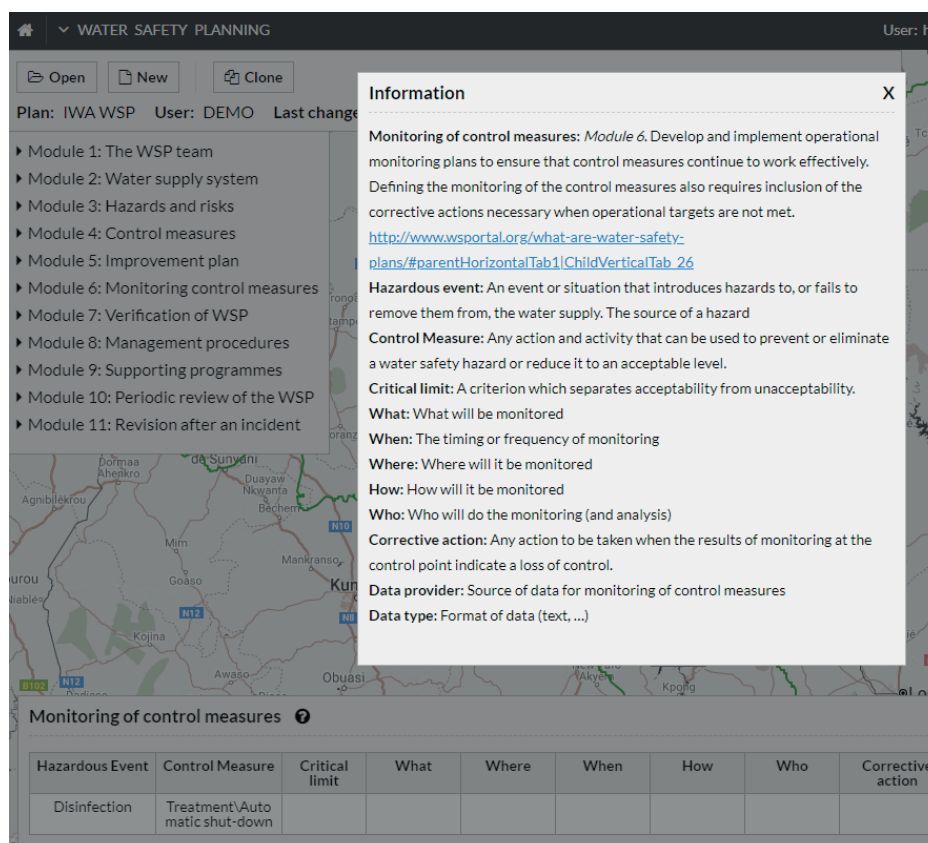 WATER SAFETY PLANNING
User: h
Open New Clone
Plan: IWA WSP User: DEMO Last change
Module 1: The WSP team
Module 2: Water supply system
Module 3: Hazards and risks
Module 4: Control measures
Module 5: Improvement plan
Module 6: Monitoring control measures
Module 7: Verification of WSP
Module 8: Management procedures
Module 9: Supporting programmes
Module 10: Periodic review of the WSP
Module 11: Revision after an incident
Information X
Monitoring of control measures: Module 6. Develop and implement operational
monitoring plans to ensure that control measures continue to work effectively.
Defining the monitoring of the control measures also requires inclusion of the
corrective actions necessary when operational targets are not met.
http://www.wsportal.org/what-are-water-safety-
plans/#parentHorizontalTab1|ChildVerticalTab_26
Hazardous event: An event or situation that introduces hazards to, or fails to
remove them from, the water supply. The source of a hazard
Control Measure: Any action and activity that can be used to prevent or eliminate
a water safety hazard or reduce it to an acceptable level.
Critical limit: A criterion which separates acceptability from unacceptability.
What: What will be monitored
When: The timing or frequency of monitoring
Where: Where will it be monitored
How: How will it be monitored
Who: Who will do the monitoring (and analysis)
Corrective action: Any action to be taken when the results of monitoring at the
control point indicate a loss of control.
Data provider: Source of data for monitoring of control measures
Data type: Format of data (text, ...)
Dormaa
Ahenkro
de Sunyani
Duayaw
Nkwanta
Bechem
Agnibilékrou
N10
Mim
Mankranso
Goaso
Kun
N12
N8
Kojina
Awaso
Obuasi
B102
N12
Akyem
Kpong
Monitoring of control measures
Hazardous Event Control Measure Critical limit What Where When How Who Corrective action
Disinfection Treatment\Auto
matic shut-down